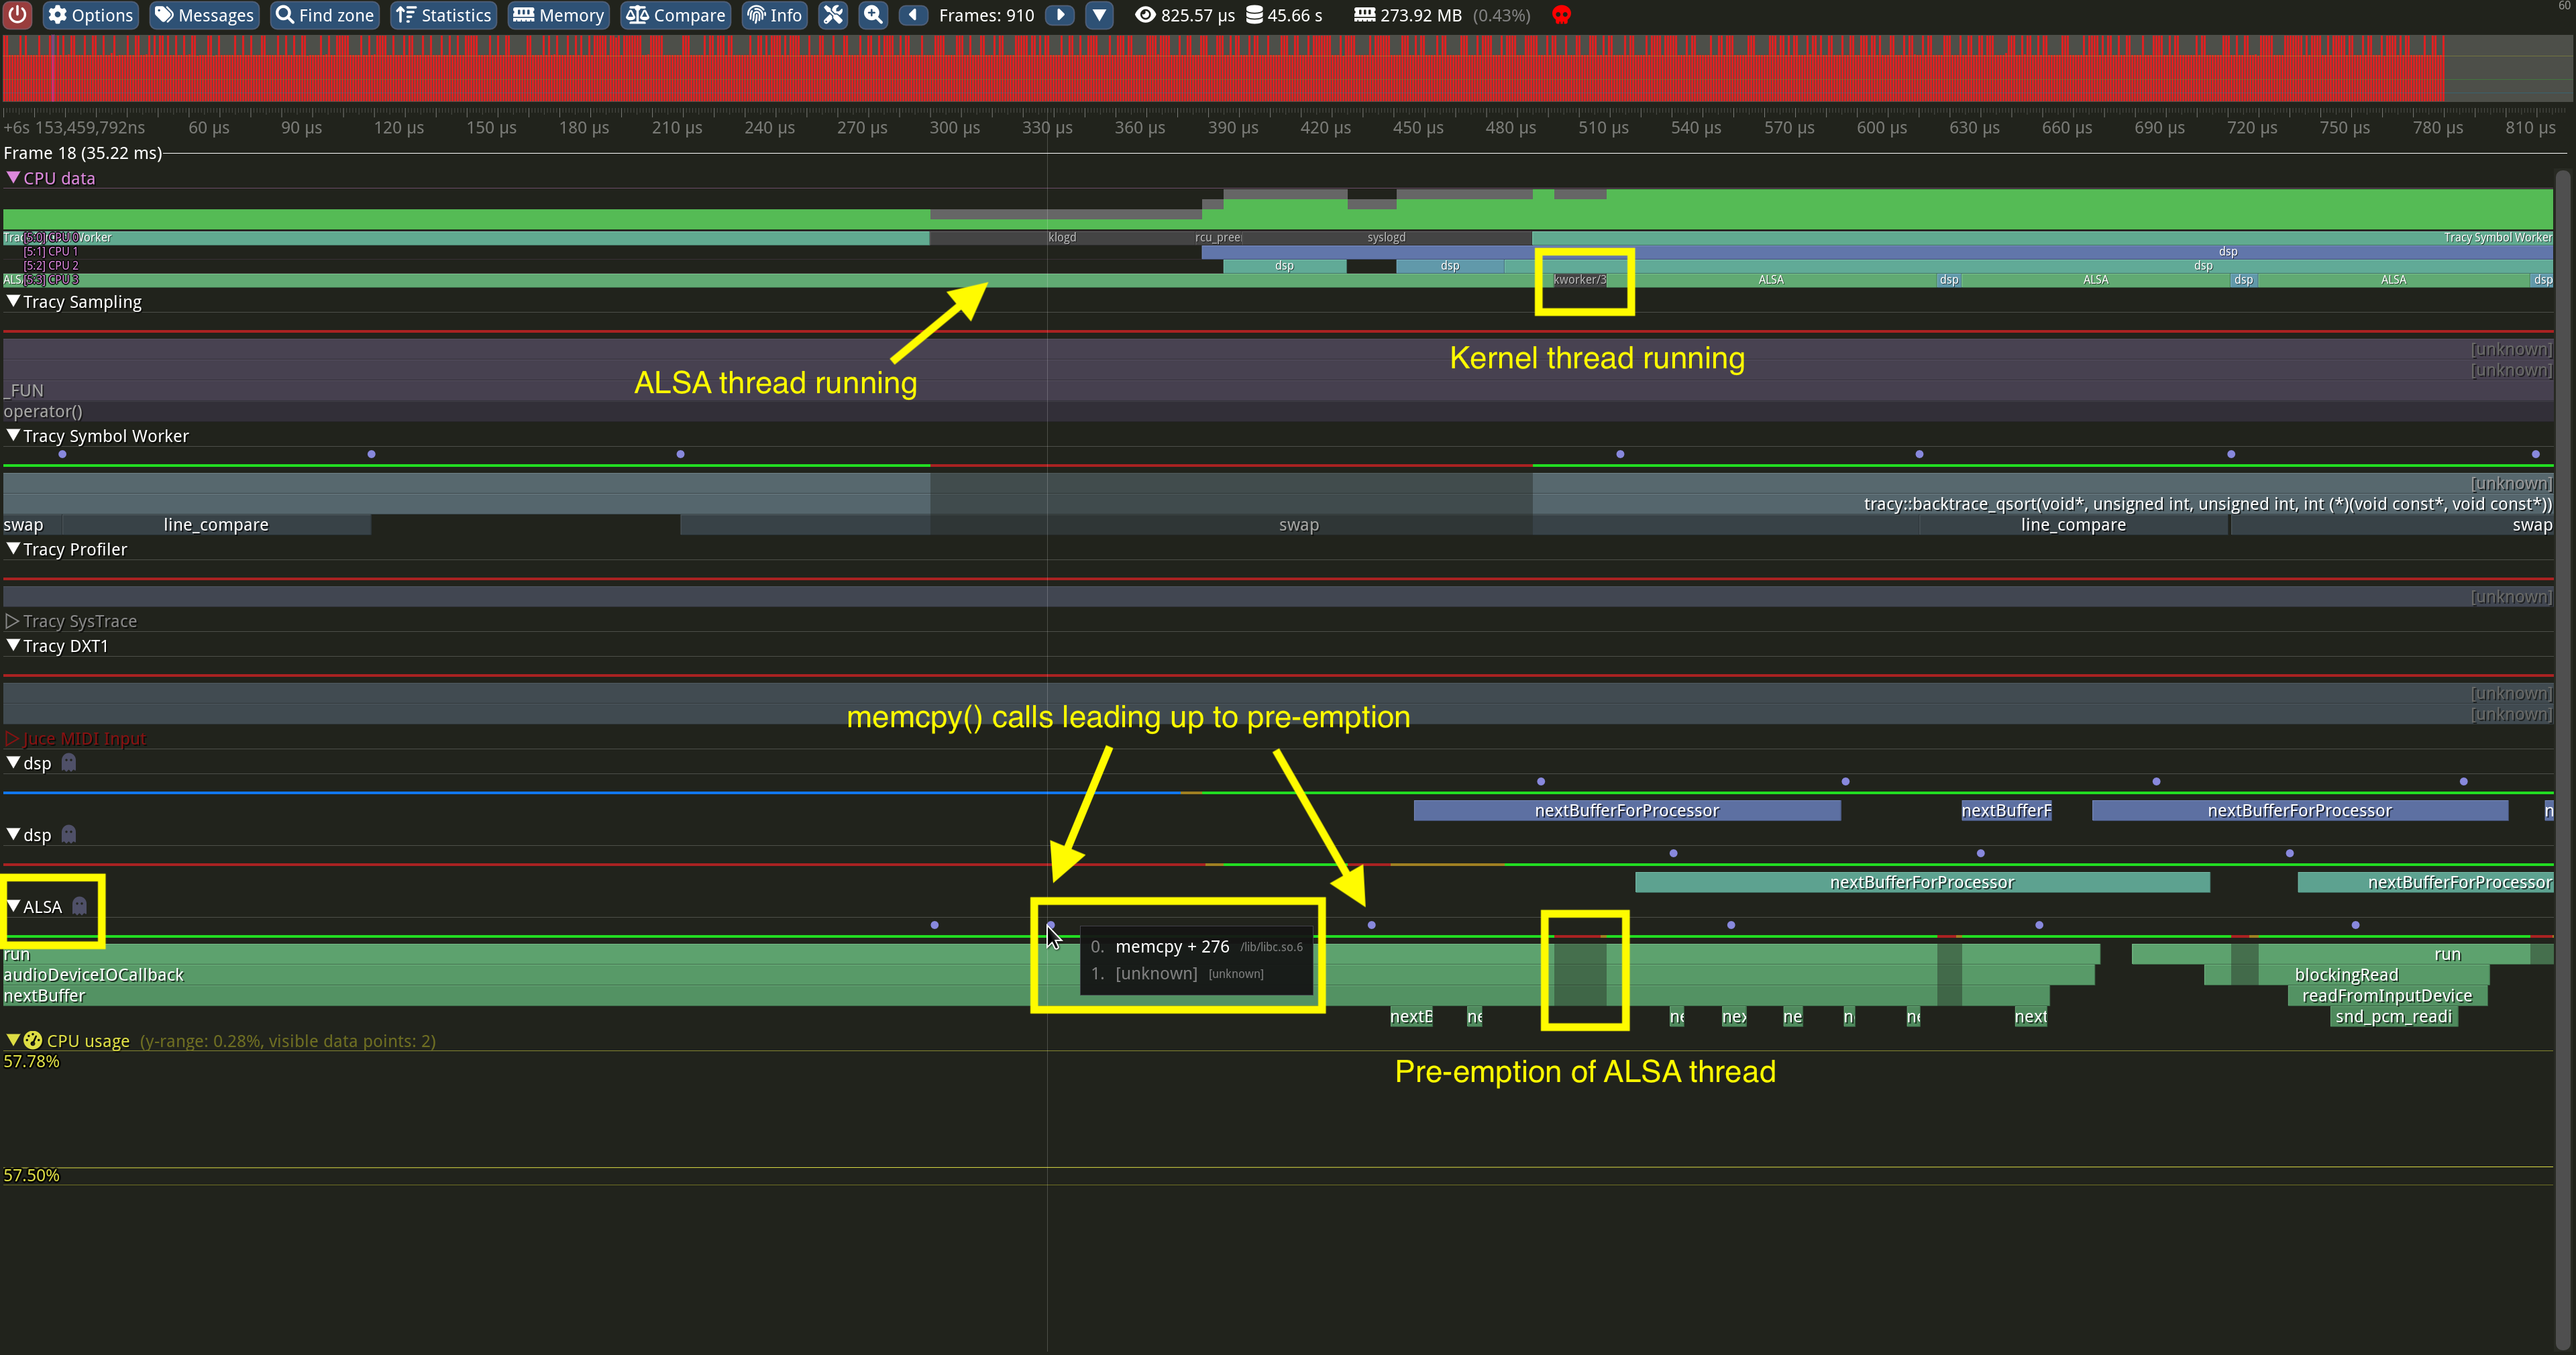 Options Messages Find zone Statistics Memory Compare Info Frames: 910 825.57 µs 45.66 s 273.92 MB (0.43%) 60
+6s 153,459,792ns 60 µs 90 µs 120 µs 150 µs 180 µs 210 µs 240 µs 270 µs 300 µs 330 µs 360 µs 390 µs 420 µs 450 µs 480 µs 510 µs 540 µs 570 µs 600 µs 630 µs 660 µs 690 µs 720 µs 750 µs 780 µs 810 µs
Frame 18 (35.22 ms)
CPU data
[5:0] CPU 0 klogd rcu_pree syslogd Tracy Symbol Worker
[5:1] CPU 1 dsp
[5:2] CPU 2 dsp dsp dsp
[5:3] CPU 3 kworker/3 ALSA dsp ALSA dsp ALSA dsp
Tracy Sampling
[unknown]
Kernel thread running
[unknown]
ALSA thread running
_FUN
operator()
Tracy Symbol Worker
[unknown]
tracy::backtrace_qsort(void*, unsigned int, unsigned int, int (*)(void const*, void const*))
swap line_compare swap line_compare swap
Tracy Profiler
[unknown]
Tracy SysTrace
Tracy DXT1
[unknown]
[unknown]
memcpy() calls leading up to pre-emption
Juce MIDI Input
dsp
nextBufferForProcessor nextBufferF nextBufferForProcessor n
dsp
nextBufferForProcessor nextBufferForProcessor
ALSA
0. memcpy + 276 /lib/libc.so.6
run run
1. [unknown] [unknown]
audioDeviceIOCallback blockingRead
nextBuffer readFromInputDevice
nextE ne ne nex ne n ne next snd_pcm_readi
CPU usage (y-range: 0.28%, visible data points: 2)
57.78%
Pre-emption of ALSA thread
57.50%